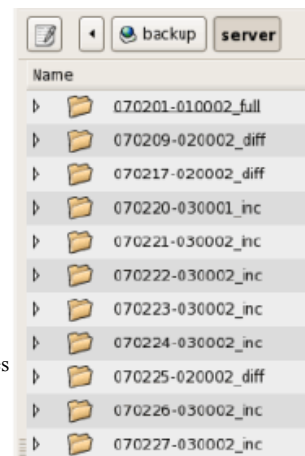 backup server
Name
070201-010002_full
070209-020002_diff
070217-020002_diff
070220-030001_inc
070221-030002_inc
070222-030002_inc
070223-030002_inc
070224-030002_inc
es
070225-020002_diff
070226-030002_inc
070227-030002_inc